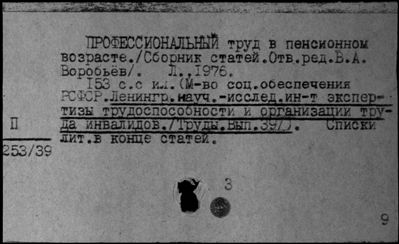 ПРОФЕССИОНАЛЬНЫЙ труд в пенсионном
возрасте./Сборник статей.Отв.ред.В.А.
Воробьев/. Л.,1976.
153 с.с ил.(М-во соц.обеспечения
РСФСР.Ленингр.науч.-исслед.ин-т экспер-
тизы трудоспособности и организации тру-
да инвалидов./Труды.Вып.39/). Списки
лит.в конце статей.
П
253/39
3
9